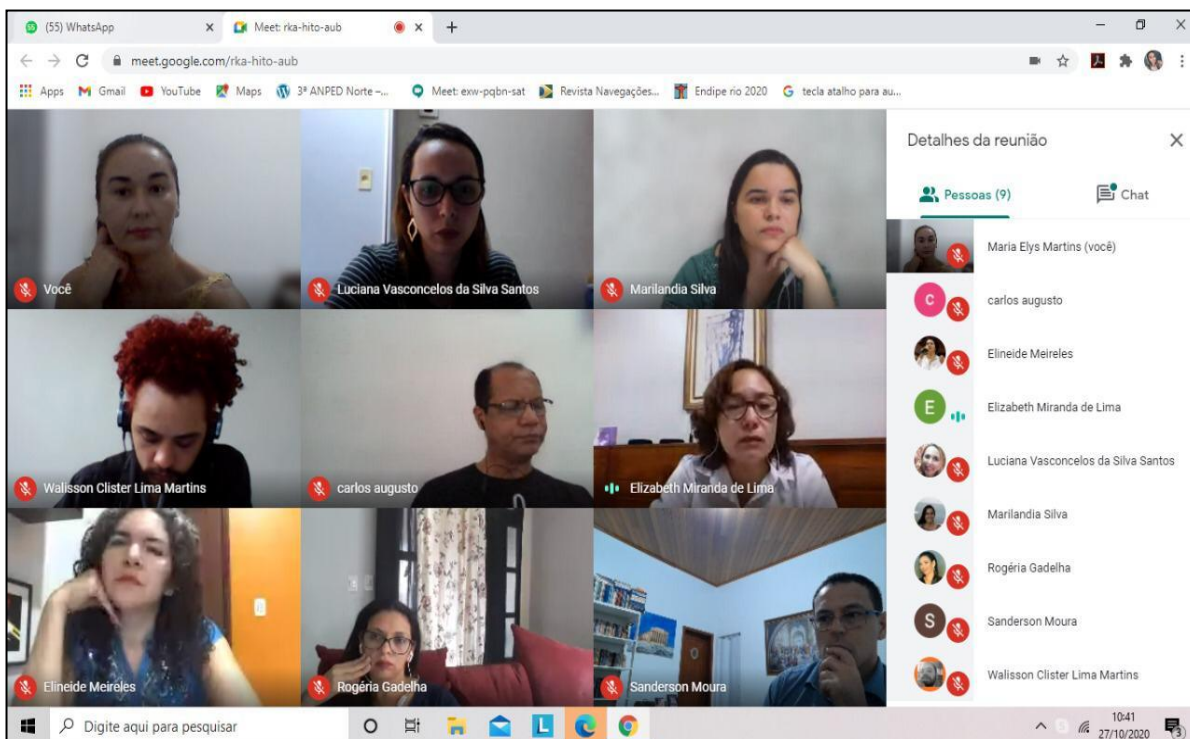 (55) WhatsApp
Meet: rka-hito-aub
meet.google.com/rka-hito-aub
Apps
Gmail
YouTube
Maps
3ª ANPED Norte –...
Meet: exw-pqbn-sat
Revista Navegações...
Endipe rio 2020
tecla atalho para au...
Você
Luciana Vasconcelos da Silva Santos
Marilandia Silva
Walisson Clister Lima Martins
carlos augusto
Elizabeth Miranda de Lima
Elineide Meireles
Rogéria Gadelha
Sanderson Moura
Detalhes da reunião
Pessoas (9)
Chat
Maria Elys Martins (você)
C
carlos augusto
Elineide Meireles
E
Elizabeth Miranda de Lima
Luciana Vasconcelos da Silva Santos
Marilandia Silva
Rogéria Gadelha
S
Sanderson Moura
Walisson Clister Lima Martins
Digite aqui para pesquisar
L
10:41
27/10/2020
3